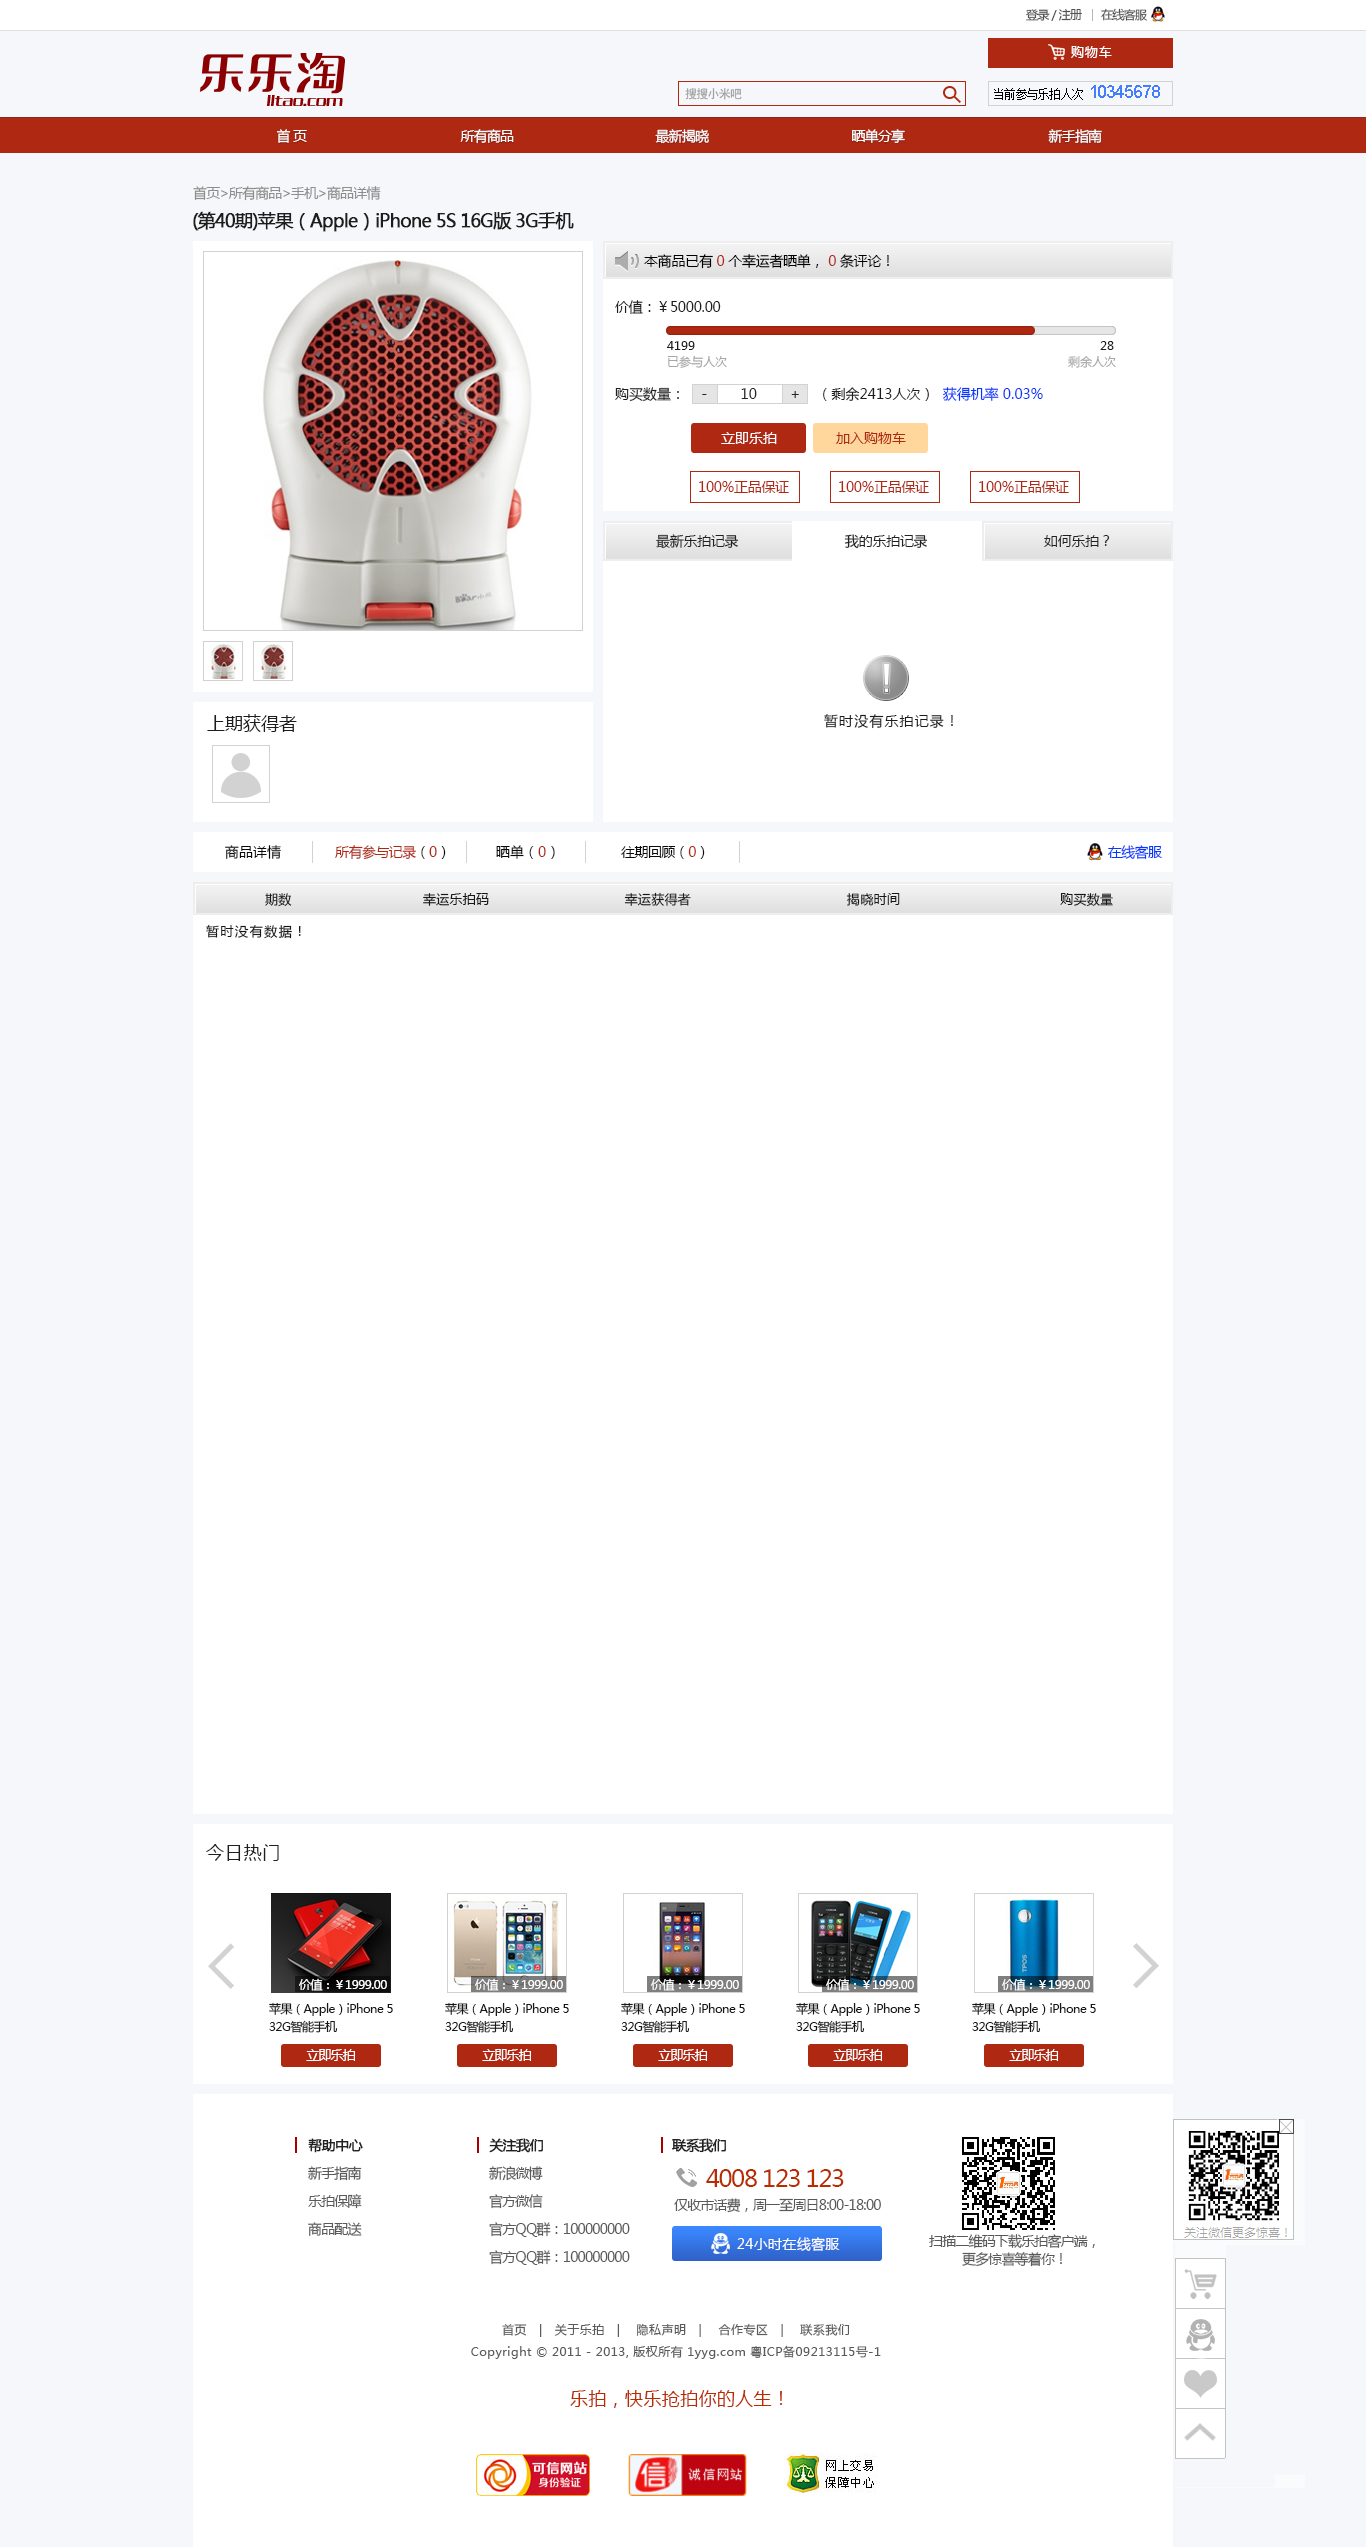 登录 / 注册 | 在线客服
购物车
乐乐淘
lltao.com
搜搜小米吧
当前参与乐拍人次 10345678
首 页 所有商品 最新揭晓 晒单分享 新手指南
首页>所有商品>手机>商品详情
(第40期)苹果（Apple）iPhone 5S 16G版 3G手机
本商品已有 0 个幸运者晒单， 0 条评论！
价值：￥5000.00
4199 28
已参与人次 剩余人次
购买数量： - 10 + （剩余2413人次） 获得机率 0.03%
立即乐拍 加入购物车
100%正品保证 100%正品保证 100%正品保证
最新乐拍记录 我的乐拍记录 如何乐拍？
暂时没有乐拍记录！
上期获得者
商品详情 所有参与记录（0） 晒单（0） 往期回顾（0） 在线客服
期数 幸运乐拍码 幸运获得者 揭晓时间 购买数量
暂时没有数据！
今日热门
价值：￥1999.00 价值：￥1999.00 价值：￥1999.00 价值：￥1999.00 价值：￥1999.00
苹果（Apple）iPhone 5 苹果（Apple）iPhone 5 苹果（Apple）iPhone 5 苹果（Apple）iPhone 5 苹果（Apple）iPhone 5
32G智能手机 32G智能手机 32G智能手机 32G智能手机 32G智能手机
立即乐拍 立即乐拍 立即乐拍 立即乐拍 立即乐拍
帮助中心
新手指南
乐拍保障
商品配送
关注我们
新浪微博
官方微信
官方QQ群：100000000
官方QQ群：100000000
联系我们
4008 123 123
仅收市话费，周一至周日8:00-18:00
24小时在线客服
扫描二维码下载乐拍客户端，
更多惊喜等着你！
关注微信更多惊喜！
首页 | 关于乐拍 | 隐私声明 | 合作专区 | 联系我们
Copyright © 2011 - 2013, 版权所有 1yyg.com 粤ICP备09213115号-1
乐拍，快乐抢拍你的人生！
可信网站
身份验证
信 诚信网站
网上交易
保障中心